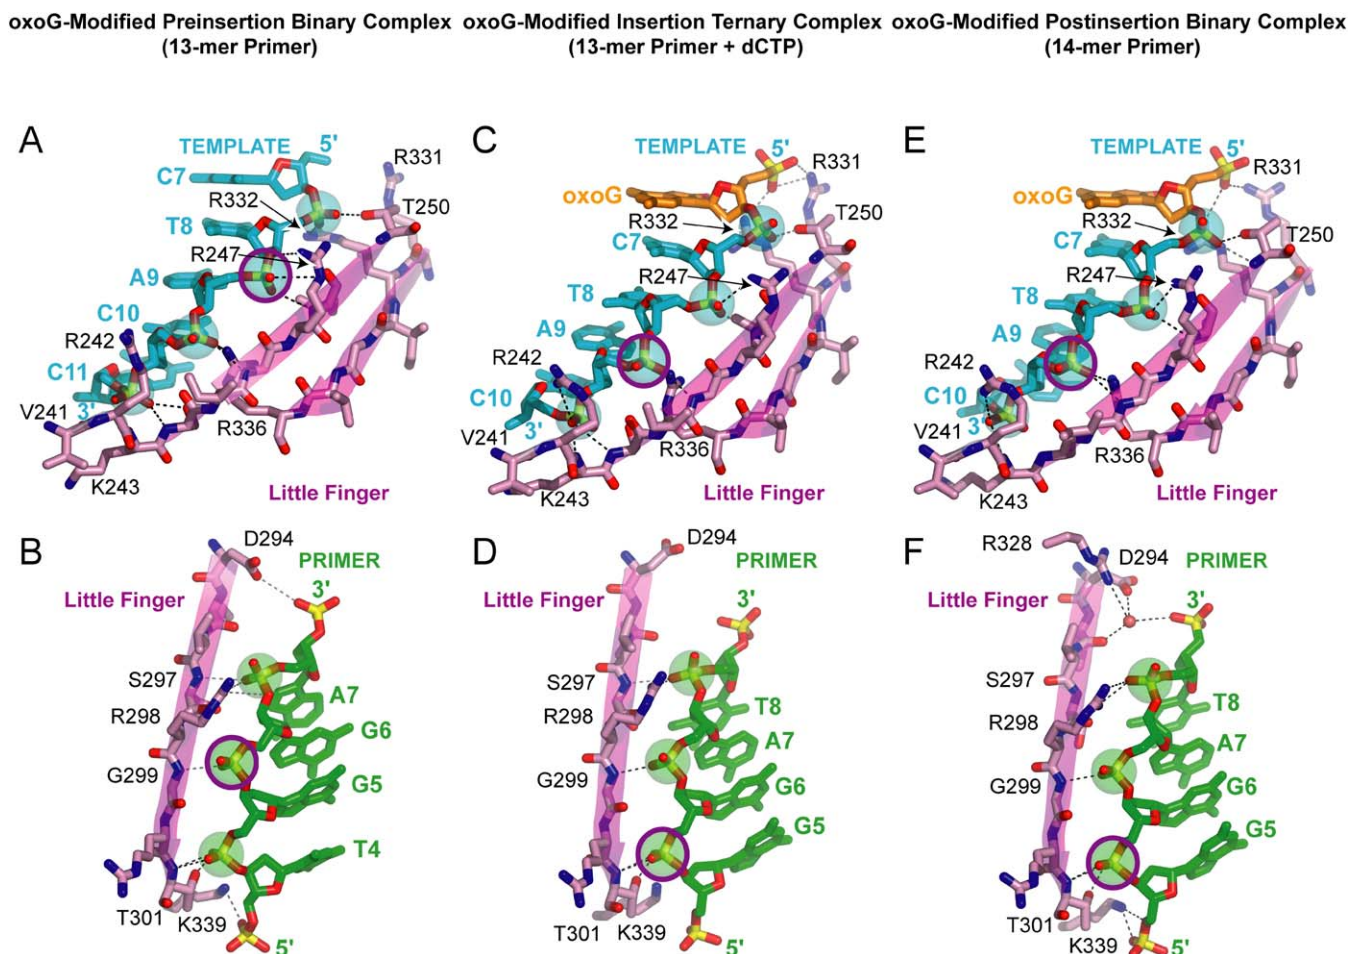 oxoG-Modified Preinsertion Binary Complex
(13-mer Primer)
oxoG-Modified Insertion Ternary Complex
(13-mer Primer + dCTP)
oxoG-Modified Postinsertion Binary Complex
(14-mer Primer)
A
TEMPLATE
5'
R331
C7
R332
T250
T8
R247
A9
C10
R242
C11
3'
V241
R336
K243
Little Finger
C
TEMPLATE
5'
R331
oxoG
R332
T250
C7
R247
T8
A9
R242
C10
3'
V241
R336
K243
Little Finger
E
TEMPLATE
5'
R331
oxoG
R332
T250
C7
R247
T8
A9
R242
C10
3'
V241
R336
K243
Little Finger
B
D294
PRIMER
3'
Little Finger
S297
A7
R298
G6
G299
G5
T4
T301
K339
5'
D
D294
PRIMER
3'
Little Finger
S297
T8
R298
A7
G299
G6
G5
T301
K339
5'
F
R328
D294
PRIMER
3'
Little Finger
S297
T8
R298
A7
G299
G6
G5
T301
K339
5'